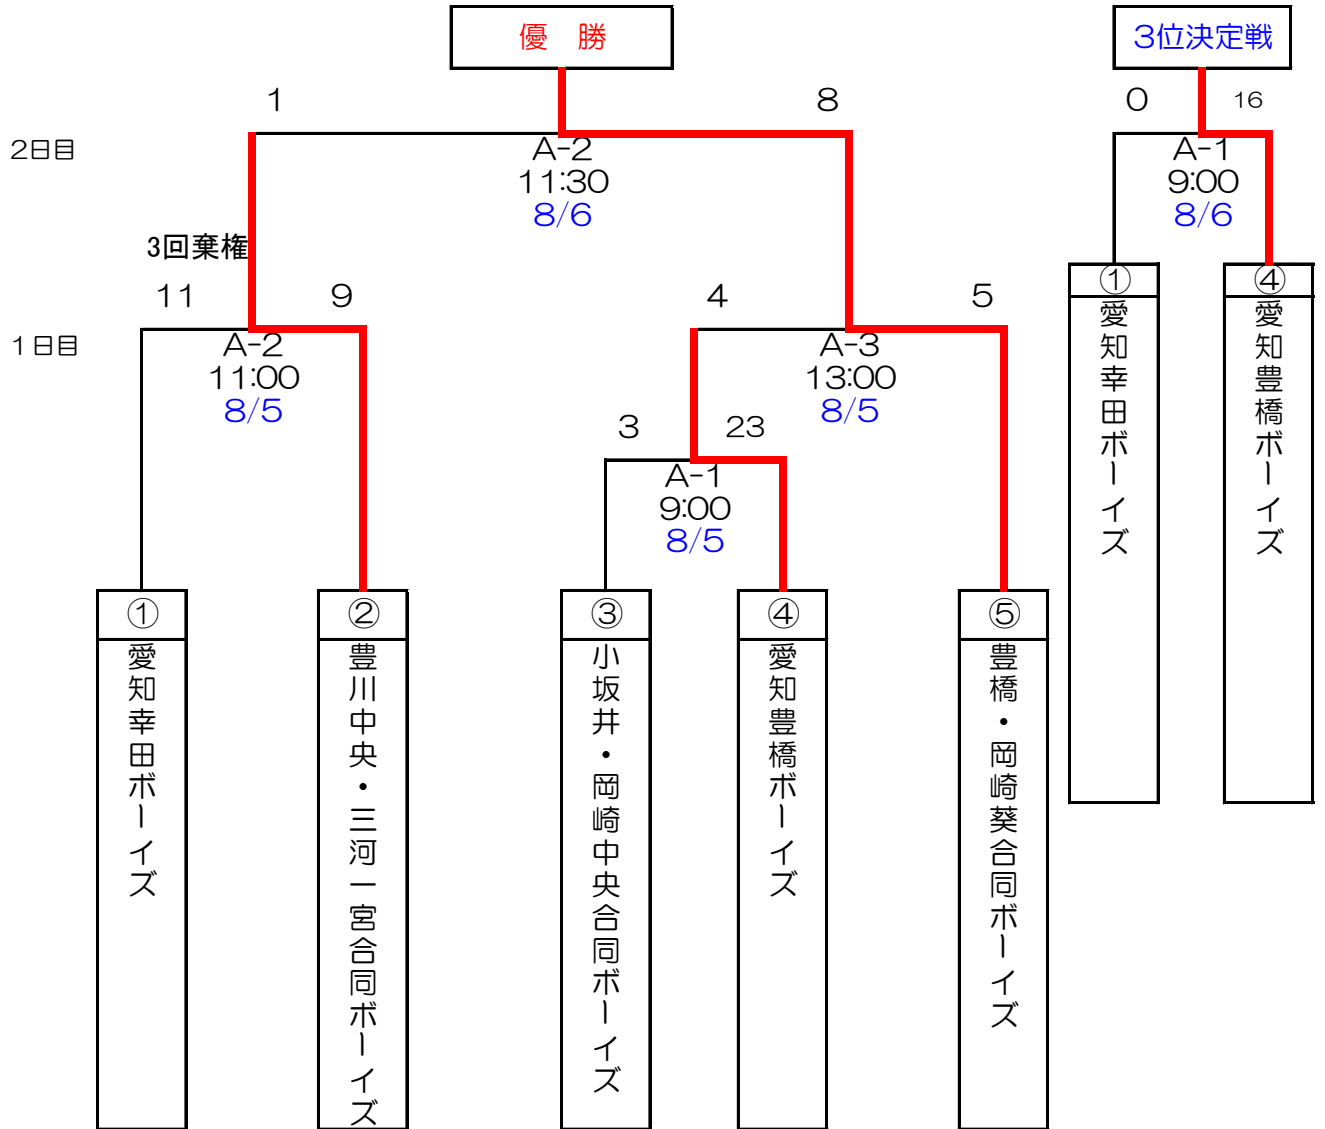 優　勝
3位決定戦
1
8
0
16
2日目
A-2
11:30
8/6
A-1
9:00
8/6
3回棄権
11
9
4
5
1日目
A-2
11:00
8/5
A-3
13:00
8/5
3
23
A-1
9:00
8/5
①
愛知幸田ボーイズ
④
愛知豊橋ボーイズ
①
愛知幸田ボーイズ
②
豊川中央・三河一宮合同ボーイズ
③
小坂井・岡崎中央合同ボーイズ
④
愛知豊橋ボーイズ
⑤
豊橋・岡崎葵合同ボーイズ